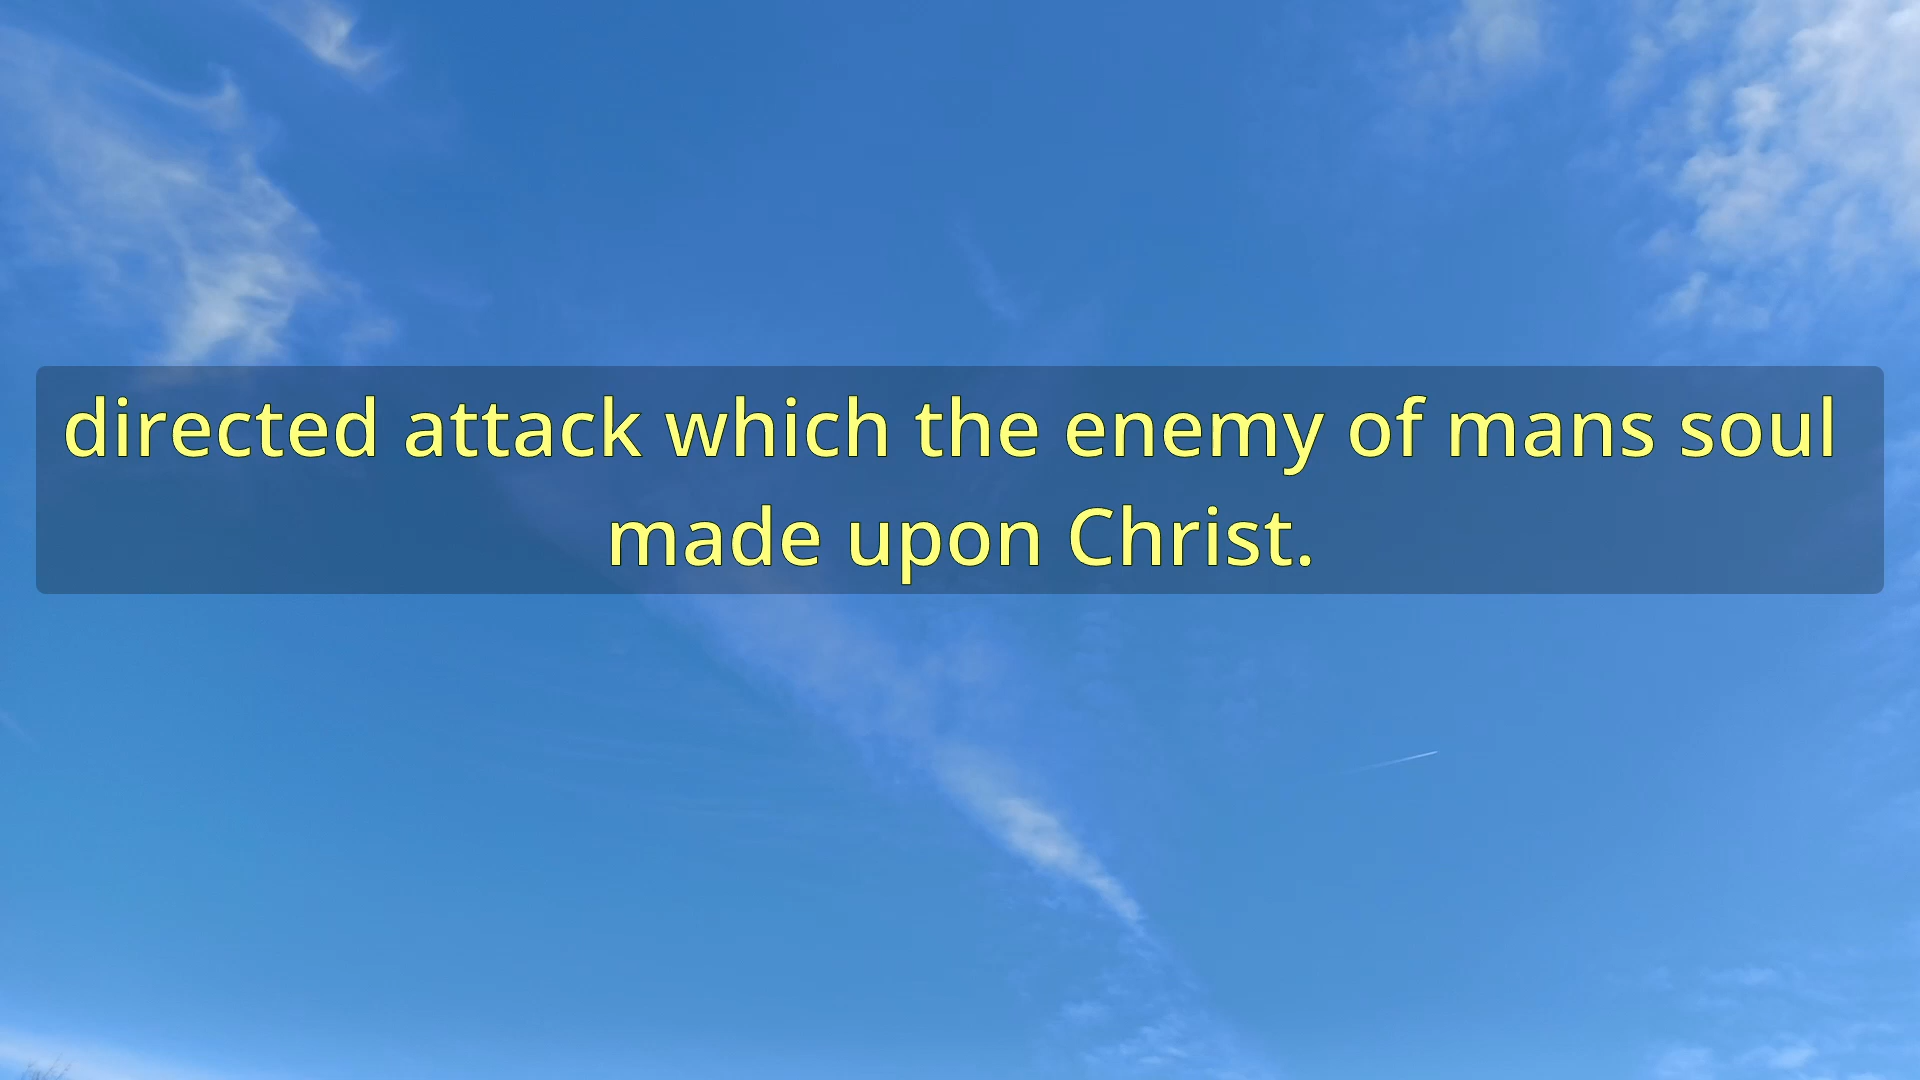 directed attack which the enemy of mans soul
made upon Christ.